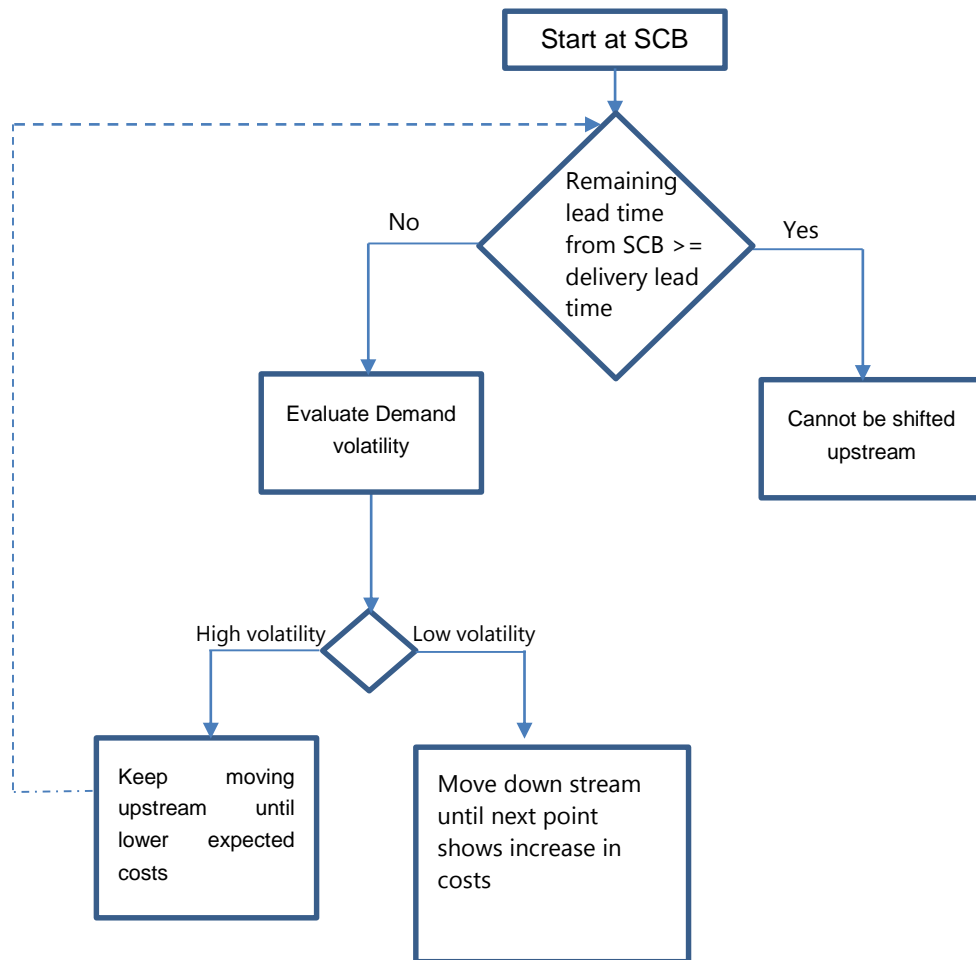 Start at SCB
Remaining
lead time
from SCB >=
delivery lead
time
No
Yes
Evaluate Demand
volatility
Cannot be shifted
upstream
High volatility
Low volatility
Keep moving
upstream until
lower expected
costs
Move down stream
until next point
shows increase in
costs